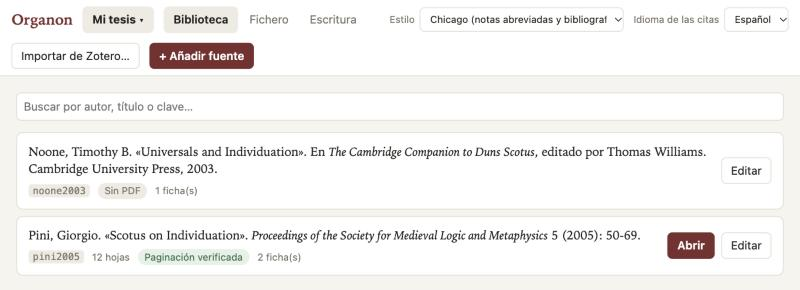 Organon Mi tesis Biblioteca Fichero Escritura Estilo Chicago (notas abreviadas y bibliograf Idioma de las citas Español
Importar de Zotero... + Añadir fuente
Buscar por autor, título o clave...
Noone, Timothy B. «Universals and Individuation». En The Cambridge Companion to Duns Scotus, editado por Thomas Williams.
Cambridge University Press, 2003.
Editar
noone2003 Sin PDF 1 ficha(s)
Pini, Giorgio. «Scotus on Individuation». Proceedings of the Society for Medieval Logic and Metaphysics 5 (2005): 50-69.
Abrir Editar
pini2005 12 hojas Paginación verificada 2 ficha(s)